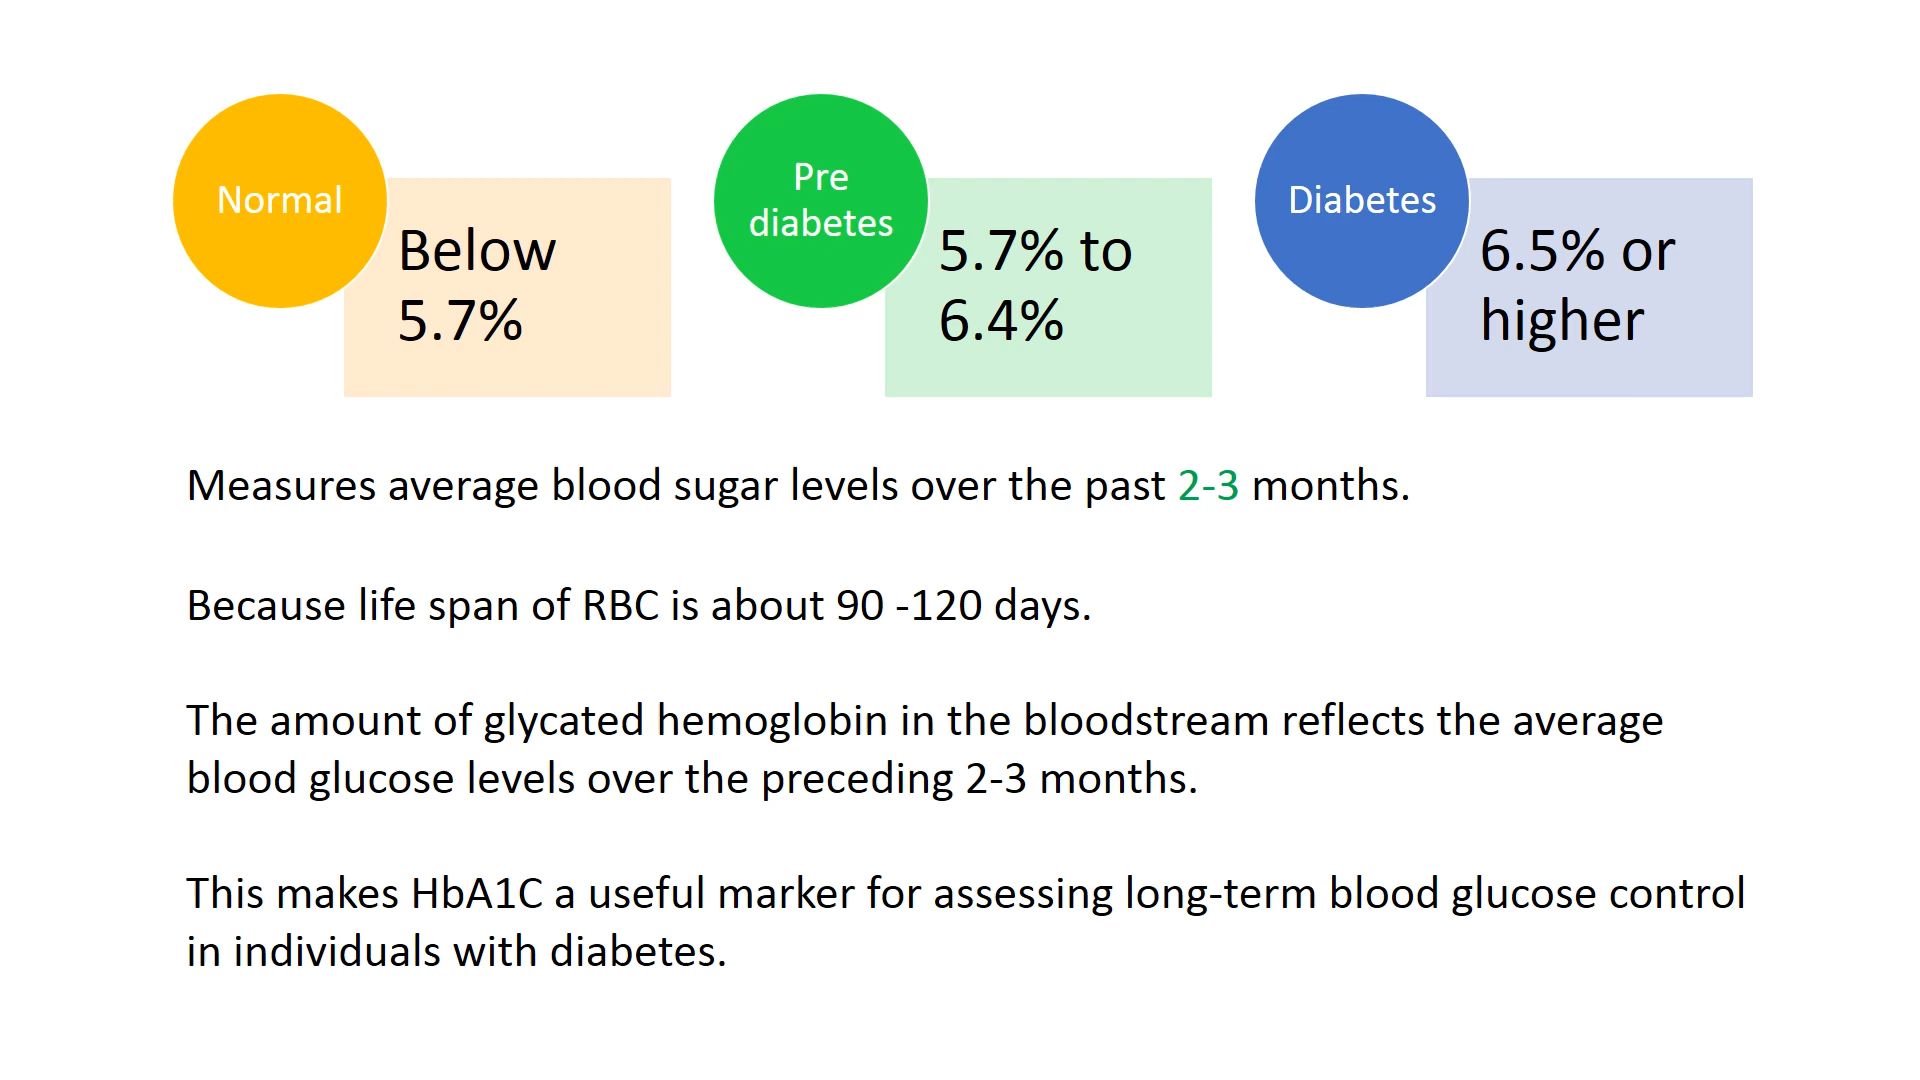 Normal
Below
5.7%
Pre
diabetes
5.7% to
6.4%
Diabetes
6.5% or
higher
Measures average blood sugar levels over the past 2-3 months.
Because life span of RBC is about 90 -120 days.
The amount of glycated hemoglobin in the bloodstream reflects the average
blood glucose levels over the preceding 2-3 months.
This makes HbA1C a useful marker for assessing long-term blood glucose control
in individuals with diabetes.